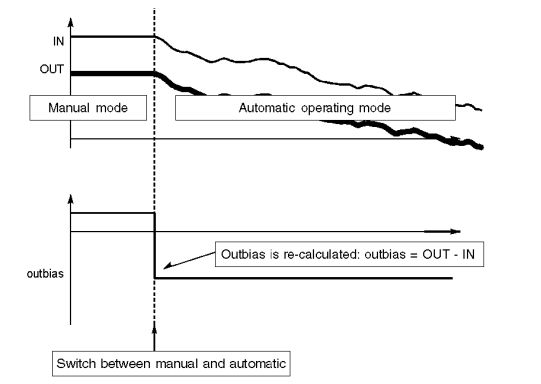 IN
OUT
Manual mode
Automatic operating mode
Outbias is re-calculated: outbias = OUT - IN
outbias
Switch between manual and automatic